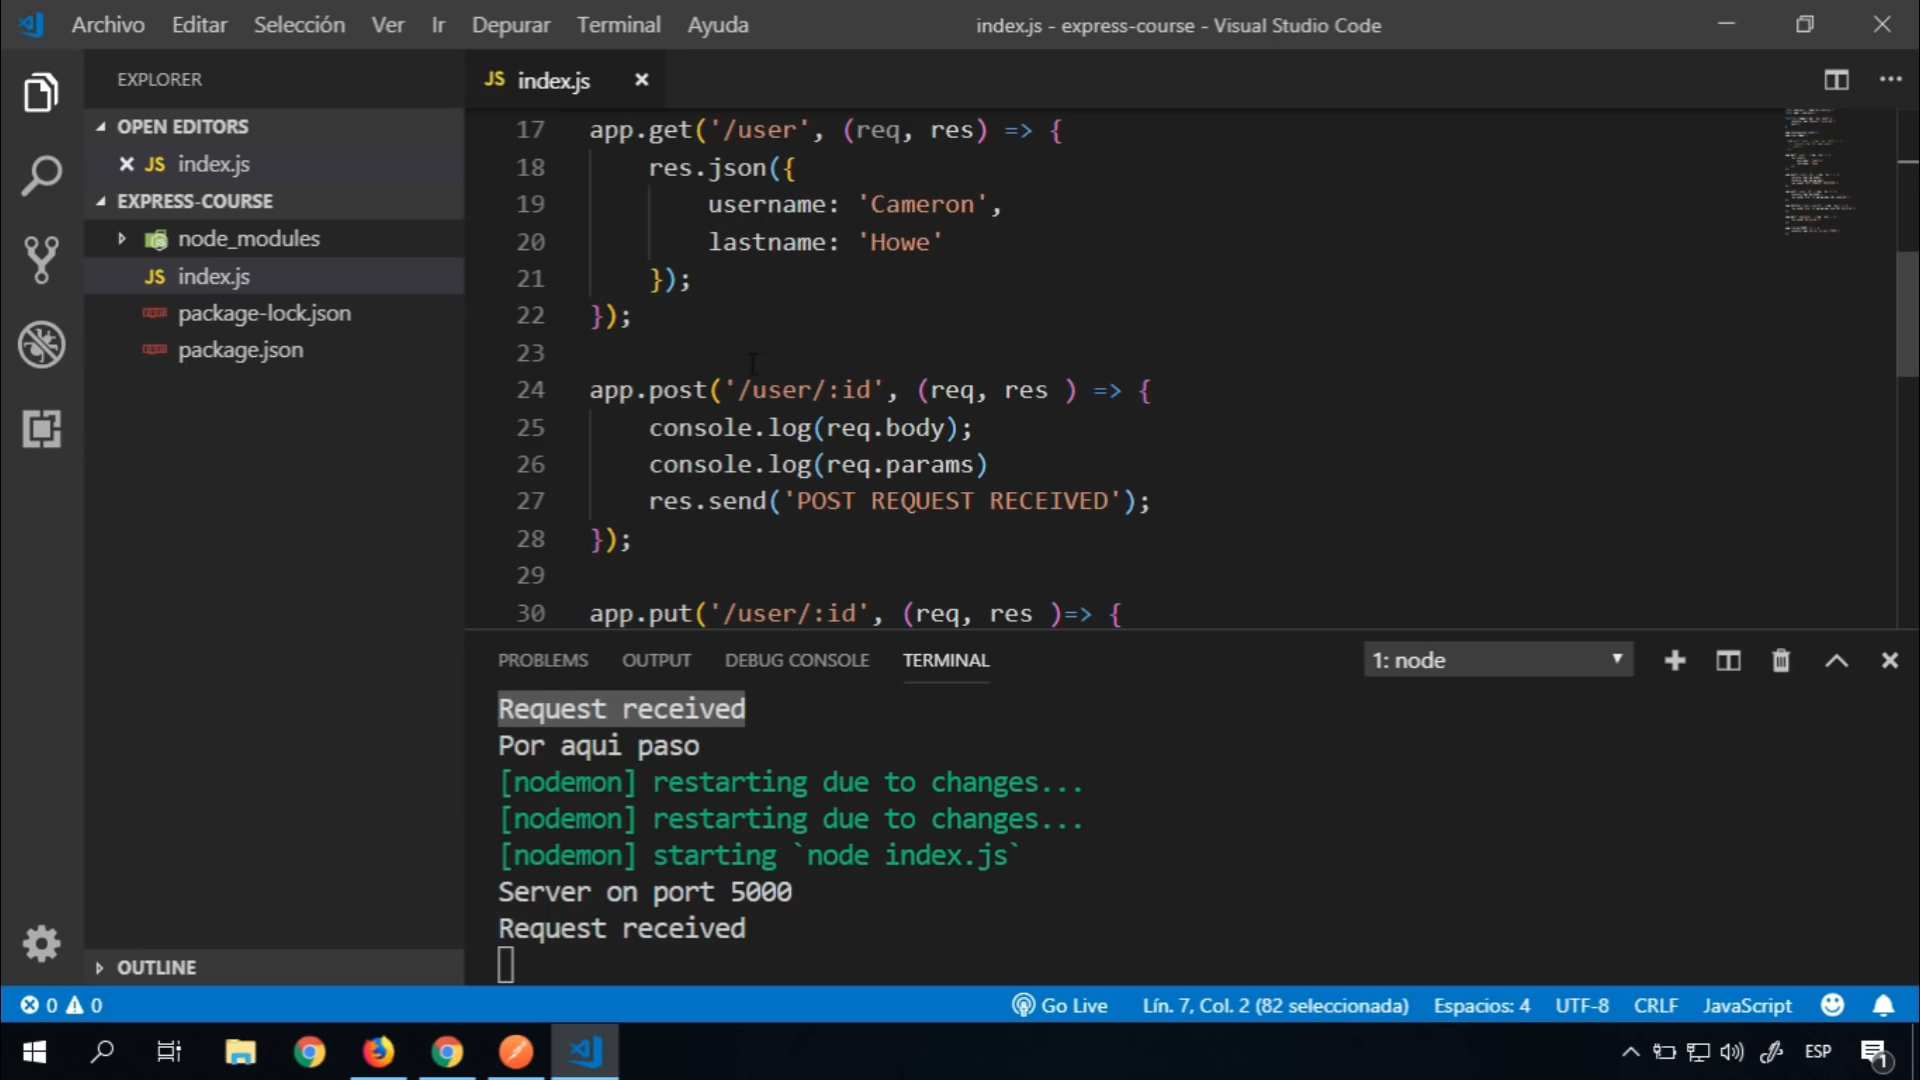 Archivo Editar Selección Ver Ir Depurar Terminal Ayuda
index.js - express-course - Visual Studio Code
EXPLORER
OPEN EDITORS
JS index.js
EXPRESS-COURSE
node_modules
JS index.js
package-lock.json
package.json
OUTLINE
JS index.js
17 app.get('/user', (req, res) => {
18 res.json({
19 username: 'Cameron',
20 lastname: 'Howe'
21 });
22 });
23
24 app.post('/user/:id', (req, res ) => {
25 console.log(req.body);
26 console.log(req.params)
27 res.send('POST REQUEST RECEIVED');
28 });
29
30 app.put('/user/:id', (req, res )=> {
PROBLEMS OUTPUT DEBUG CONSOLE TERMINAL
1: node
Request received
Por aqui paso
[nodemon] restarting due to changes...
[nodemon] restarting due to changes...
[nodemon] starting `node index.js`
Server on port 5000
Request received
0 0
Go Live Lín. 7, Col. 2 (82 seleccionada) Espacios: 4 UTF-8 CRLF JavaScript
ESP
1